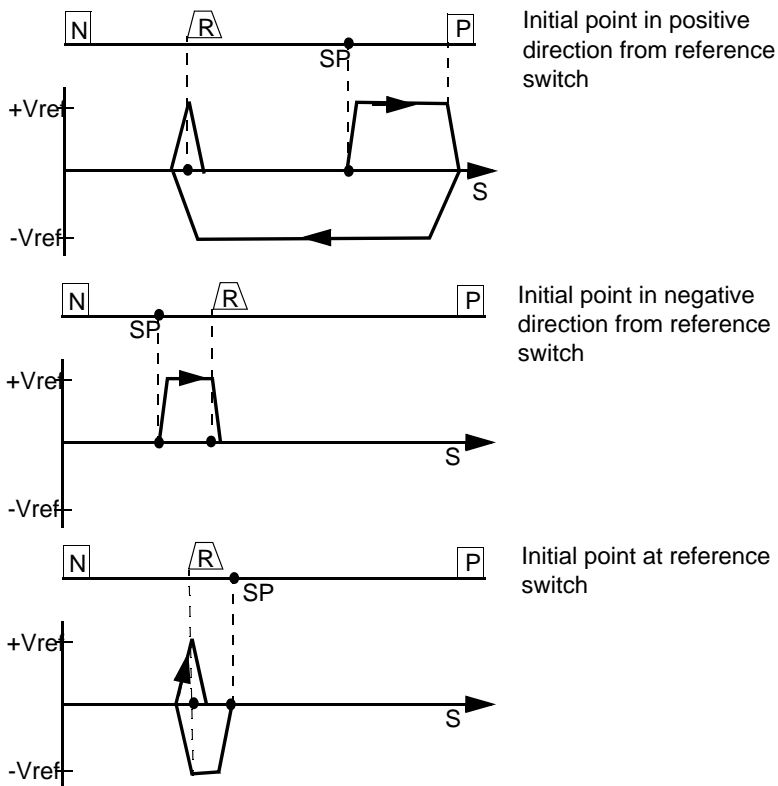 N R P
SP
Initial point in positive
direction from reference
switch
+Vref
S
-Vref
N R P
SP
Initial point in negative
direction from reference
switch
+Vref
S
-Vref
N R P
SP
Initial point at reference
switch
+Vref
S
-Vref